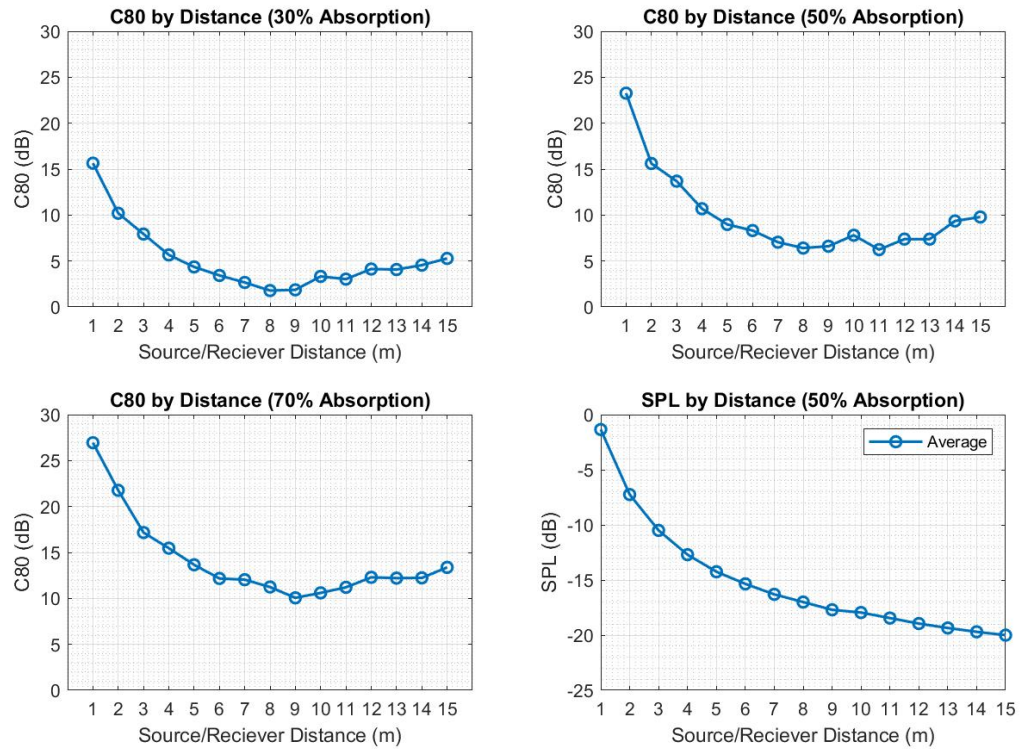 C80 by Distance (30% Absorption)
30
25
20
15
10
5
0
C80 (dB)
1 2 3 4 5 6 7 8 9 10 11 12 13 14 15
Source/Reciever Distance (m)
C80 by Distance (50% Absorption)
30
25
20
15
10
5
0
C80 (dB)
1 2 3 4 5 6 7 8 9 10 11 12 13 14 15
Source/Reciever Distance (m)
C80 by Distance (70% Absorption)
30
25
20
15
10
5
0
C80 (dB)
1 2 3 4 5 6 7 8 9 10 11 12 13 14 15
Source/Reciever Distance (m)
SPL by Distance (50% Absorption)
0
-5
-10
-15
-20
-25
SPL (dB)
Average
1 2 3 4 5 6 7 8 9 10 11 12 13 14 15
Source/Reciever Distance (m)